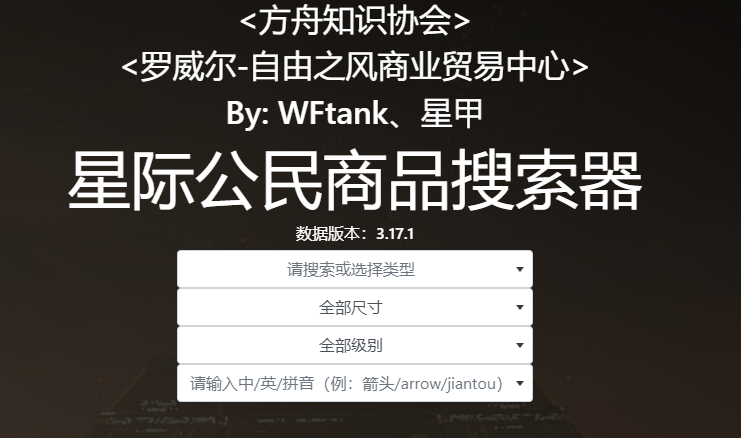 <方舟知识协会>
<罗威尔-自由之风商业贸易中心>
By: WFtank、星甲
星际公民商品搜索器
数据版本：3.17.1
请搜索或选择类型
全部尺寸
全部级别
请输入中/英/拼音（例：箭头/arrow/jiantou）